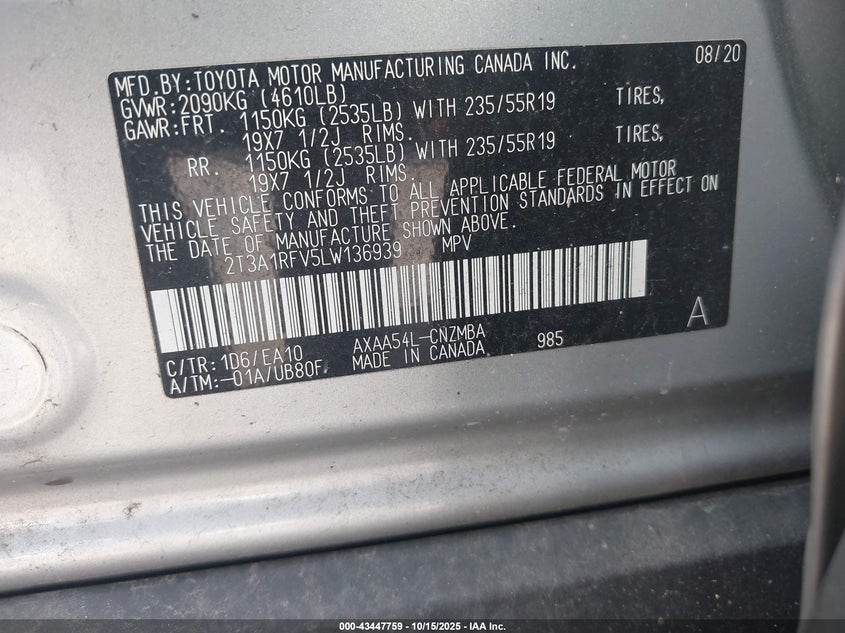 MFD.BY:TOYOTA MOTOR MANUFACTURING CANADA INC. 08/20
GVWR:2090KG (4610LB)
GAWR:FRT. 1150KG (2535LB) WITH 235/55R19 TIRES,
19X7 1/2J RIMS.
RR. 1150KG (2535LB) WITH 235/55R19 TIRES,
19X7 1/2J RIMS.
THIS VEHICLE CONFORMS TO ALL APPLICABLE FEDERAL MOTOR
VEHICLE SAFETY AND THEFT PREVENTION STANDARDS IN EFFECT ON
THE DATE OF MANUFACTURE SHOWN ABOVE.
2T3A1RFV5LW136939 MPV
C/TR: 1D6/EA10 AXAA54L-CNZMBA 985 A
A/TM:-01A/UB80F MADE IN CANADA
000-43447759 - 10/15/2025 - IAA Inc.